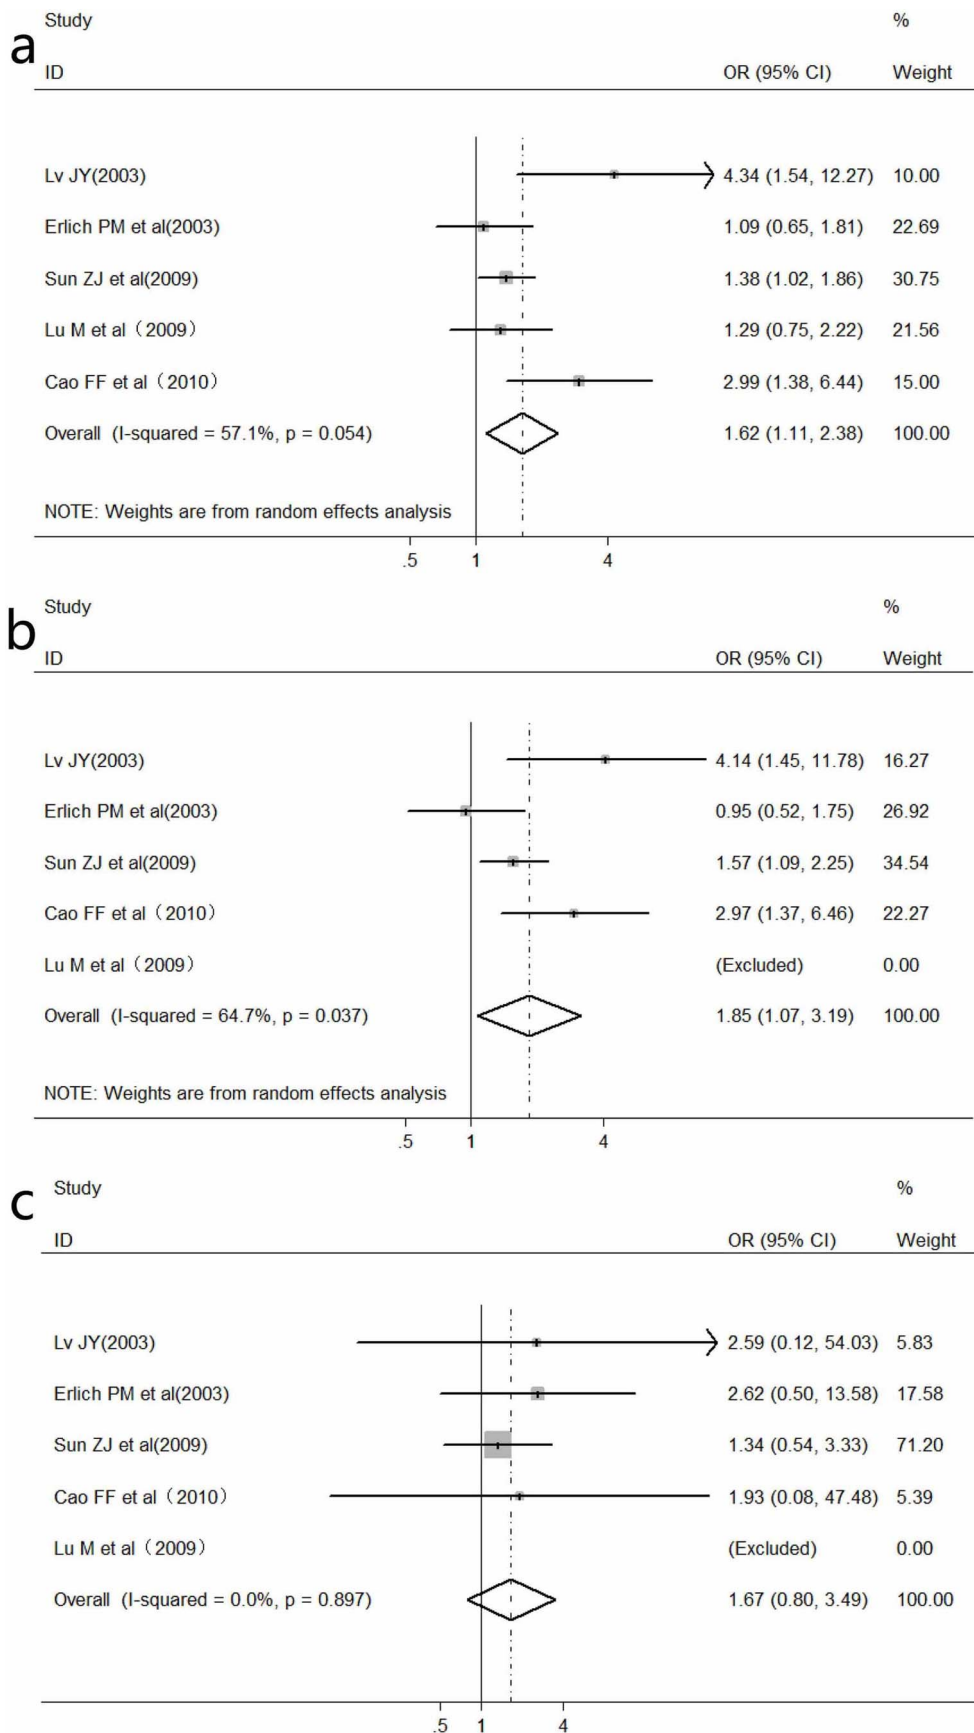 a
Study %
ID OR (95% CI) Weight
Lv JY(2003) 4.34 (1.54, 12.27) 10.00
Erlich PM et al(2003) 1.09 (0.65, 1.81) 22.69
Sun ZJ et al(2009) 1.38 (1.02, 1.86) 30.75
Lu M et al（2009） 1.29 (0.75, 2.22) 21.56
Cao FF et al（2010） 2.99 (1.38, 6.44) 15.00
Overall (I-squared = 57.1%, p = 0.054) 1.62 (1.11, 2.38) 100.00
NOTE: Weights are from random effects analysis
.5 1 4
b
Study %
ID OR (95% CI) Weight
Lv JY(2003) 4.14 (1.45, 11.78) 16.27
Erlich PM et al(2003) 0.95 (0.52, 1.75) 26.92
Sun ZJ et al(2009) 1.57 (1.09, 2.25) 34.54
Cao FF et al（2010） 2.97 (1.37, 6.46) 22.27
Lu M et al（2009） (Excluded) 0.00
Overall (I-squared = 64.7%, p = 0.037) 1.85 (1.07, 3.19) 100.00
NOTE: Weights are from random effects analysis
.5 1 4
c
Study %
ID OR (95% CI) Weight
Lv JY(2003) 2.59 (0.12, 54.03) 5.83
Erlich PM et al(2003) 2.62 (0.50, 13.58) 17.58
Sun ZJ et al(2009) 1.34 (0.54, 3.33) 71.20
Cao FF et al（2010） 1.93 (0.08, 47.48) 5.39
Lu M et al（2009） (Excluded) 0.00
Overall (I-squared = 0.0%, p = 0.897) 1.67 (0.80, 3.49) 100.00
.5 1 4